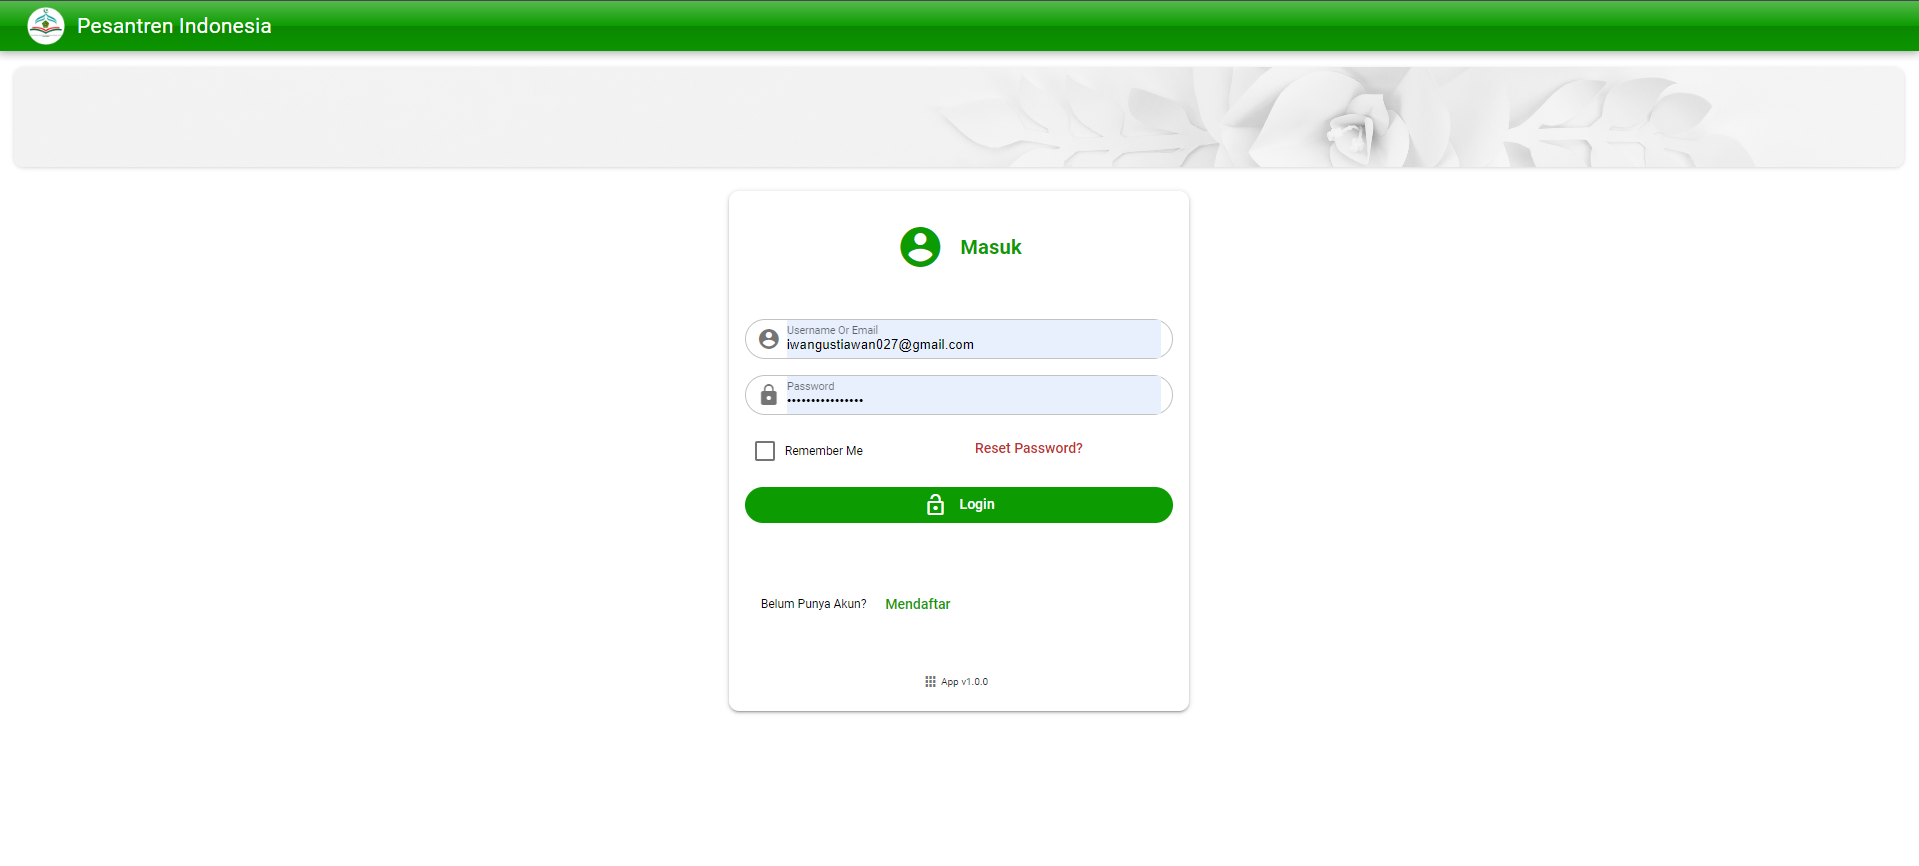 Pesantren Indonesia
Masuk
Username Or Email
iwangustiawan027@gmail.com
Password
••••••••••••••••
Remember Me
Reset Password?
Login
Belum Punya Akun? Mendaftar
App v1.0.0